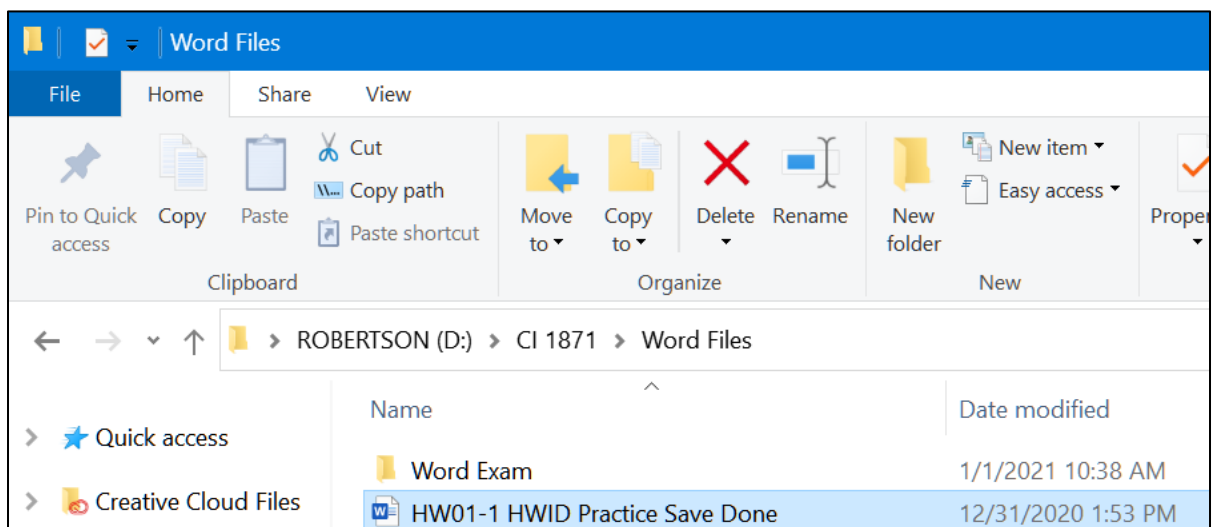 Word Files
File Home Share View
Pin to Quick access
Copy
Paste
Cut
Copy path
Paste shortcut
Move to
Copy to
Delete
Rename
New folder
New item
Easy access
Clipboard
Organize
New
ROBERTSON (D:) > CI 1871 > Word Files
Name Date modified
Quick access
Word Exam 1/1/2021 10:38 AM
Creative Cloud Files
HW01-1 HWID Practice Save Done 12/31/2020 1:53 PM